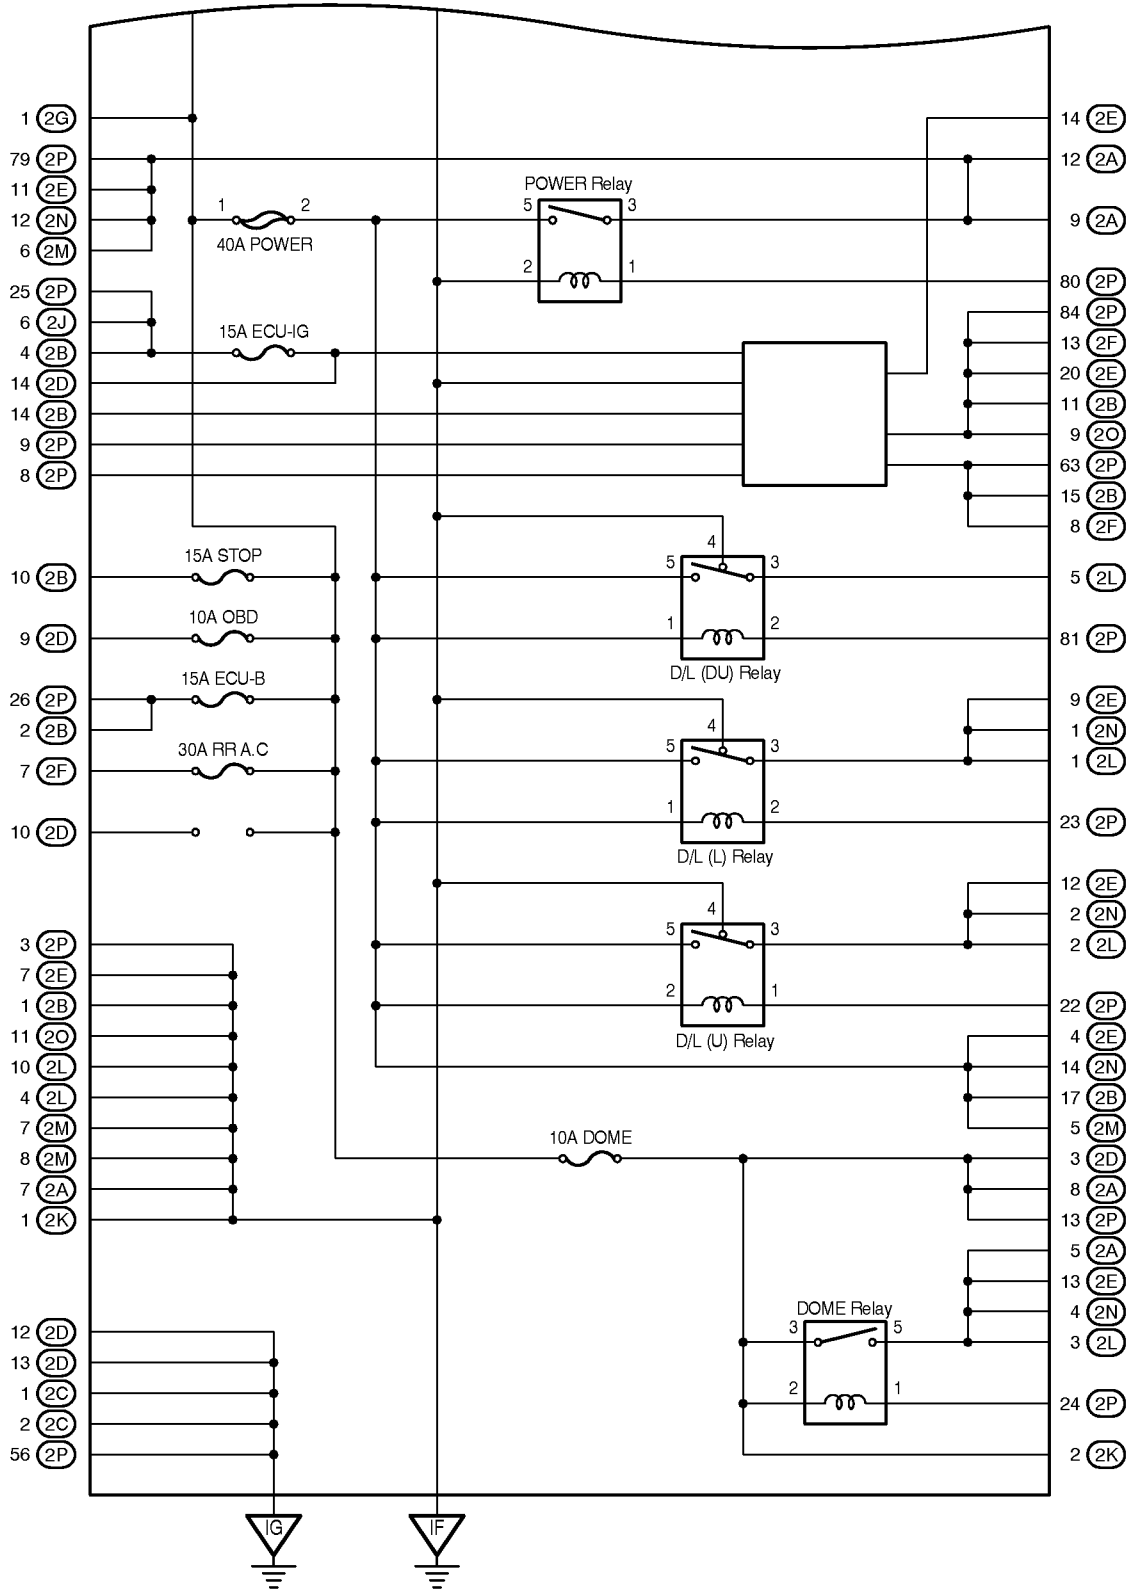 1 2G
14 2E
79 2P
12 2A
11 2E
POWER Relay
12 2N
1 2
5 3
9 2A
40A POWER
6 2M
2 1
80 2P
25 2P
84 2P
6 2J
15A ECU-IG
13 2F
4 2B
20 2E
14 2D
11 2B
14 2B
9 2O
9 2P
63 2P
8 2P
15 2B
8 2F
4
15A STOP
5 3
10 2B
5 2L
10A OBD
1 2
9 2D
81 2P
D/L (DU) Relay
15A ECU-B
26 2P
9 2E
2 2B
4
1 2N
30A RR A.C
5 3
7 2F
1 2L
1 2
10 2D
23 2P
D/L (L) Relay
12 2E
4
2 2N
5 3
3 2P
2 2L
7 2E
2 1
1 2B
22 2P
11 2O
D/L (U) Relay
4 2E
10 2L
14 2N
4 2L
17 2B
7 2M
10A DOME
5 2M
8 2M
3 2D
7 2A
8 2A
1 2K
13 2P
5 2A
13 2E
DOME Relay
4 2N
12 2D
3 5
3 2L
13 2D
1 2C
2 1
24 2P
2 2C
56 2P
2 2K
IG
IF